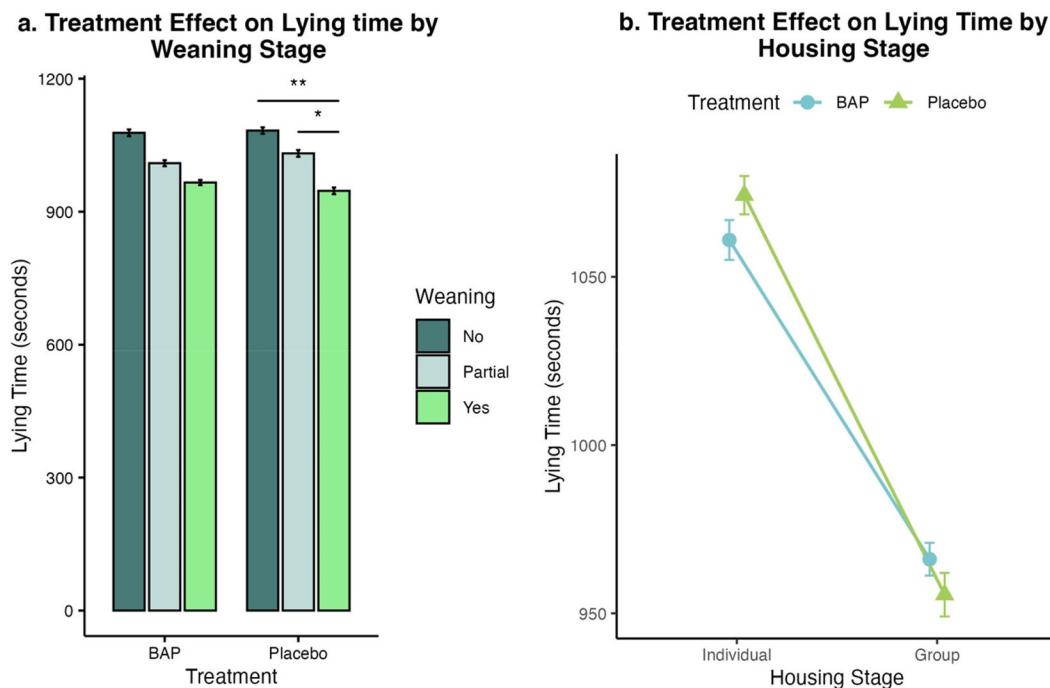 a. Treatment Effect on Lying time by
Weaning Stage
1200
900
600
300
0
Lying Time (seconds)
**
*
BAP
Placebo
Treatment
Weaning
No
Partial
Yes
b. Treatment Effect on Lying Time by
Housing Stage
Treatment BAP Placebo
1050
1000
950
Lying Time (seconds)
Individual
Group
Housing Stage